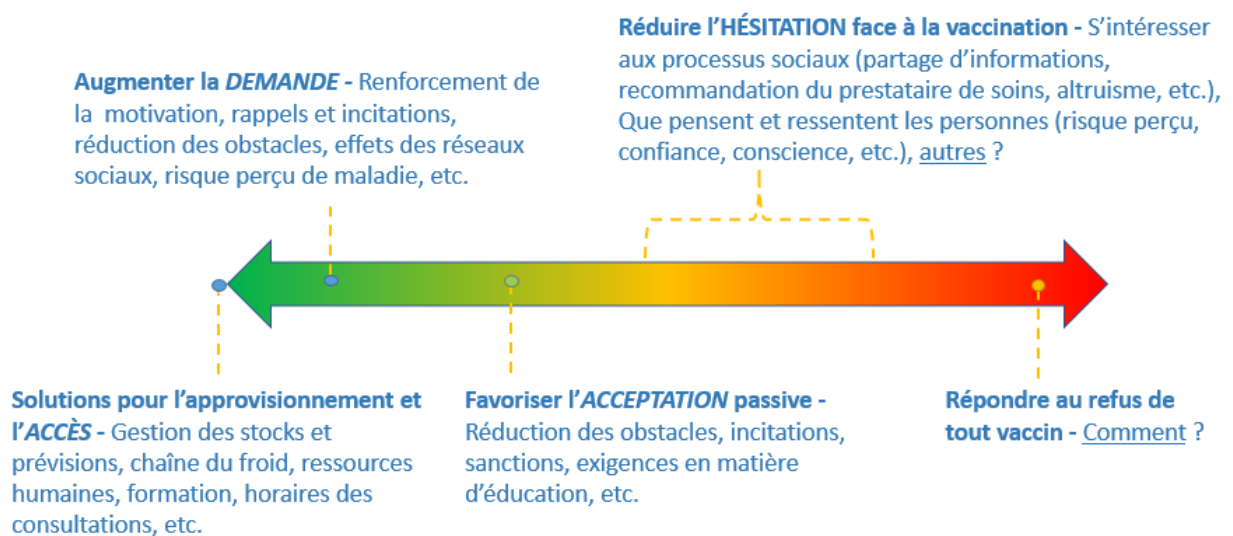 Augmenter la DEMANDE - Renforcement de
la motivation, rappels et incitations,
réduction des obstacles, effets des réseaux
sociaux, risque perçu de maladie, etc.
Réduire l’HÉSITATION face à la vaccination - S’intéresser
aux processus sociaux (partage d’informations,
recommandation du prestataire de soins, altruisme, etc.),
Que pensent et ressentent les personnes (risque perçu,
confiance, conscience, etc.), autres ?
Solutions pour l’approvisionnement et
l’ACCÈS - Gestion des stocks et
prévisions, chaîne du froid, ressources
humaines, formation, horaires des
consultations, etc.
Favoriser l’ACCEPTATION passive -
Réduction des obstacles, incitations,
sanctions, exigences en matière
d’éducation, etc.
Répondre au refus de
tout vaccin - Comment ?